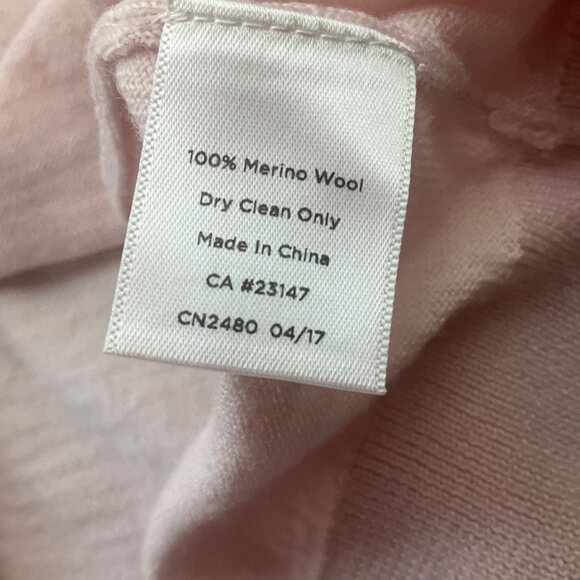 100% Merino Wool
Dry Clean Only
Made In China
CA #23147
CN2480 04/17